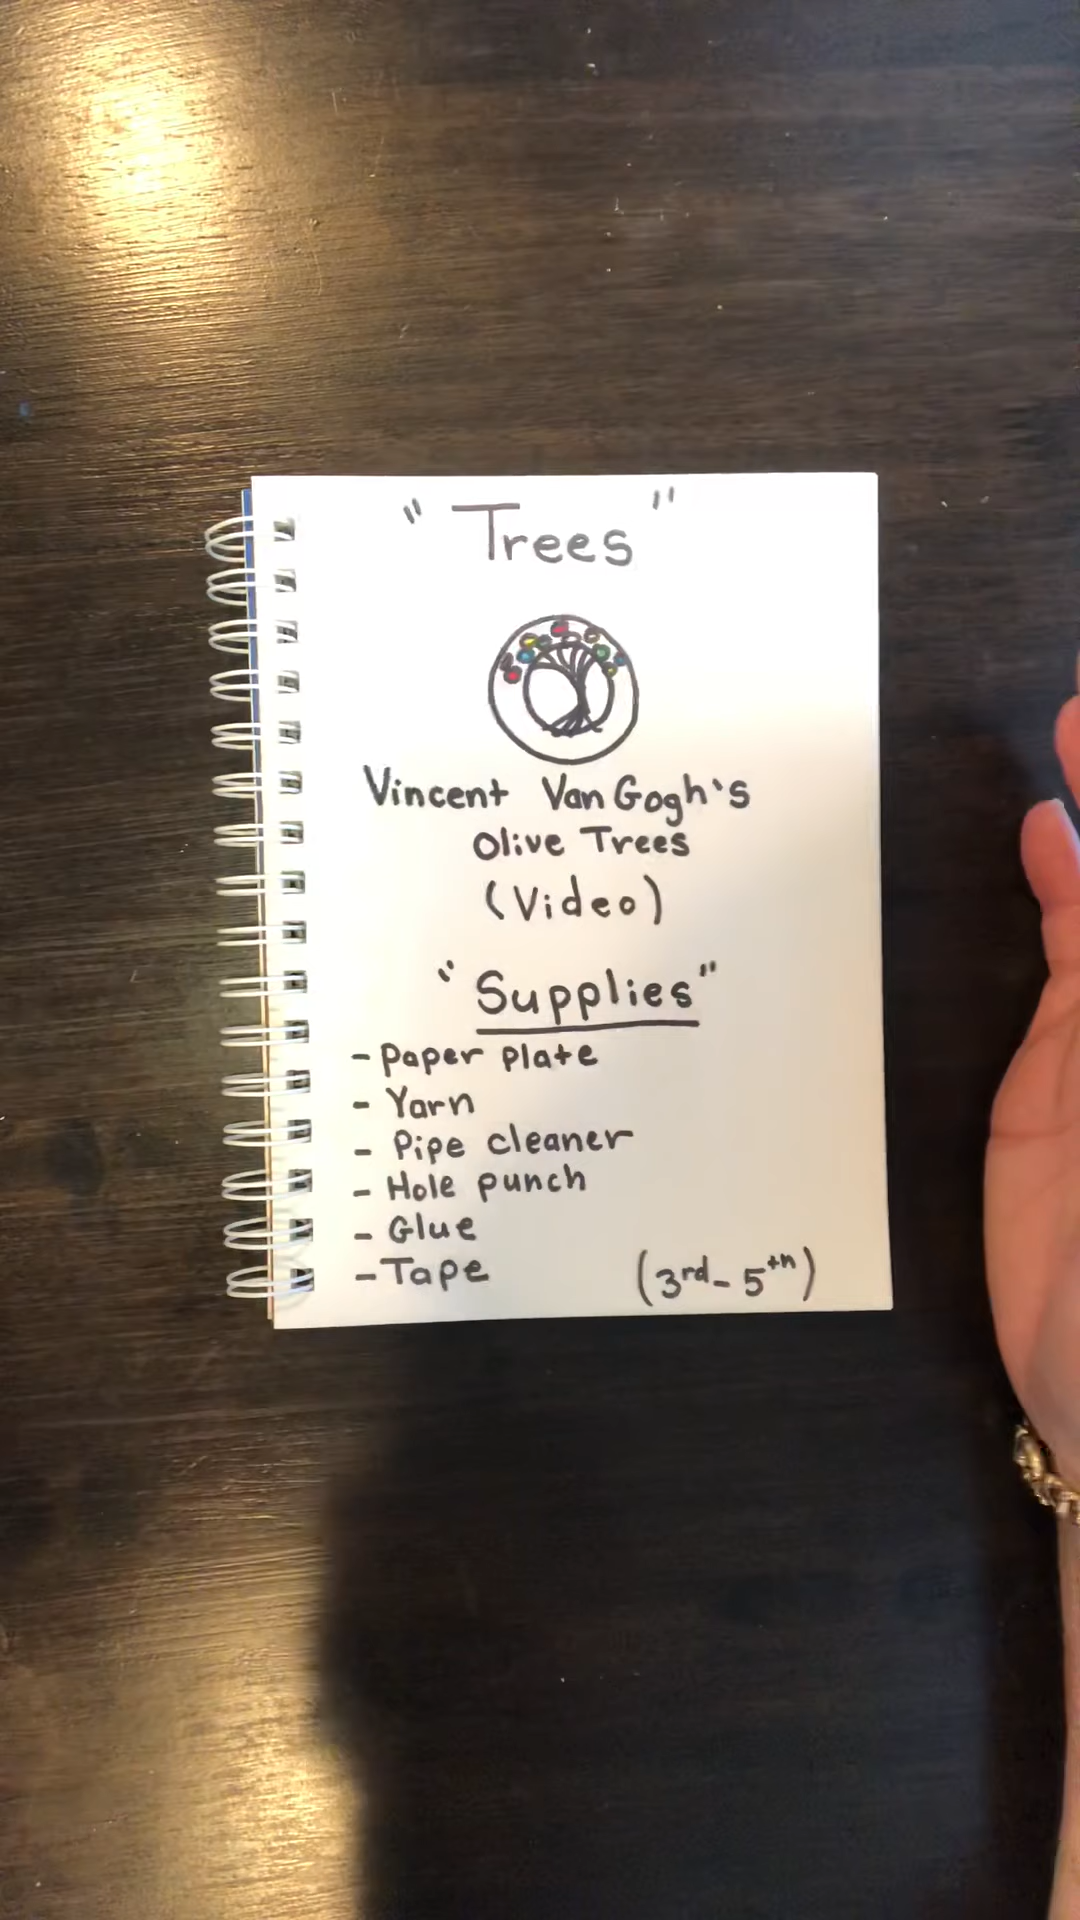 "Trees"
Vincent Van Gogh's
Olive Trees
(Video)
"Supplies"
- Paper plate
- Yarn
- Pipe cleaner
- Hole punch
- Glue
- Tape
(3rd - 5th)